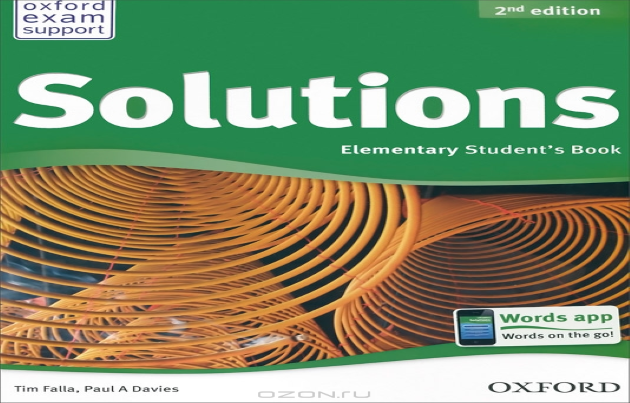 oxford
exam
support
2nd edition
Solutions
Elementary Student's Book
Words app
Words on the go!
Tim Falla, Paul A Davies
OXFORD
OZON.ru